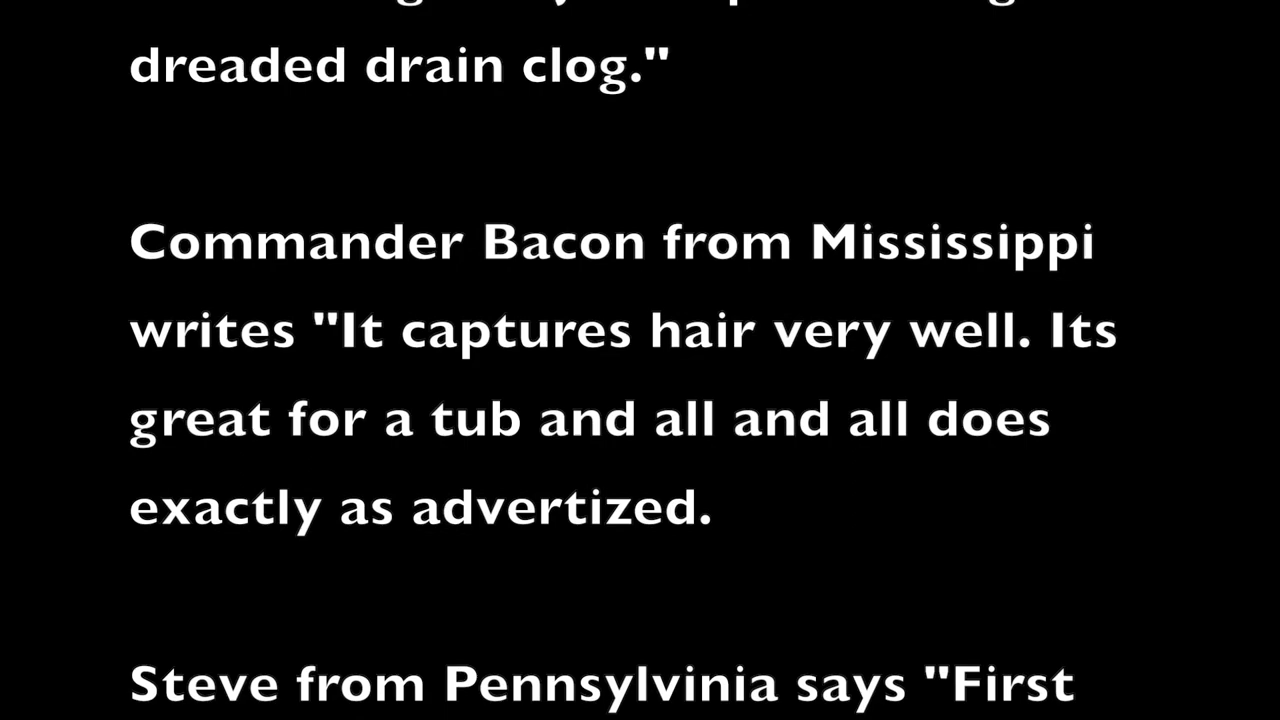 dreaded drain clog."
Commander Bacon from Mississippi
writes "It captures hair very well. Its
great for a tub and all and all does
exactly as advertized.
Steve from Pennsylvinia says "First